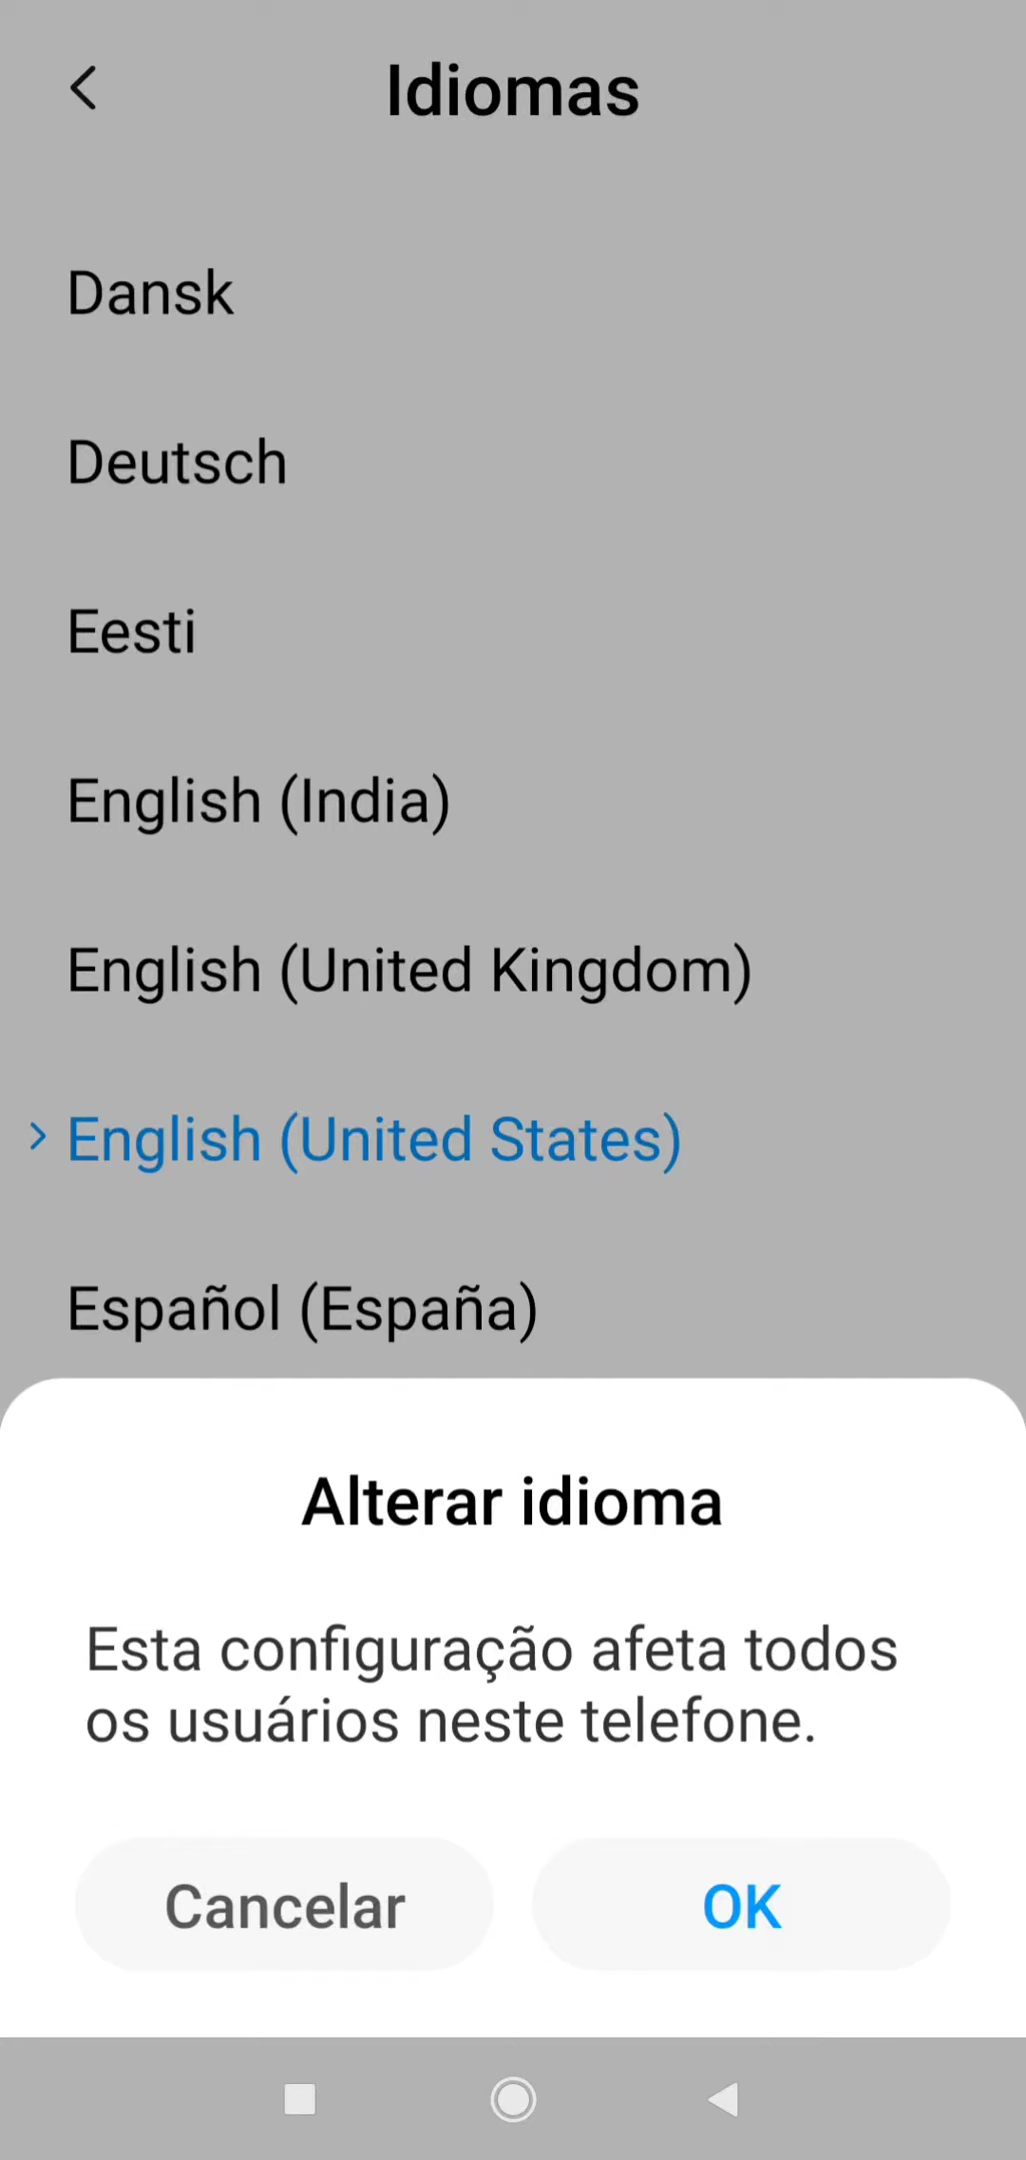 Idiomas
Dansk
Deutsch
Eesti
English (India)
English (United Kingdom)
English (United States)
Español (España)
Alterar idioma
Esta configuração afeta todos
os usuários neste telefone.
Cancelar
OK